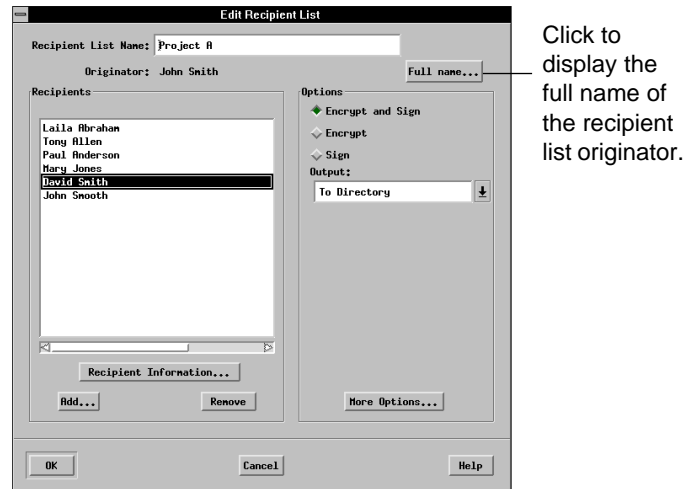 Edit Recipient List
Recipient List Name: Project A
Originator: John Smith
Full name...
Recipients
Laila Abraham
Tony Allen
Paul Anderson
Mary Jones
David Smith
John Smooth
Recipient Information...
Add...
Remove
Options
Encrypt and Sign
Encrypt
Sign
Output:
To Directory
More Options...
OK
Cancel
Help
Click to
display the
full name of
the recipient
list originator.